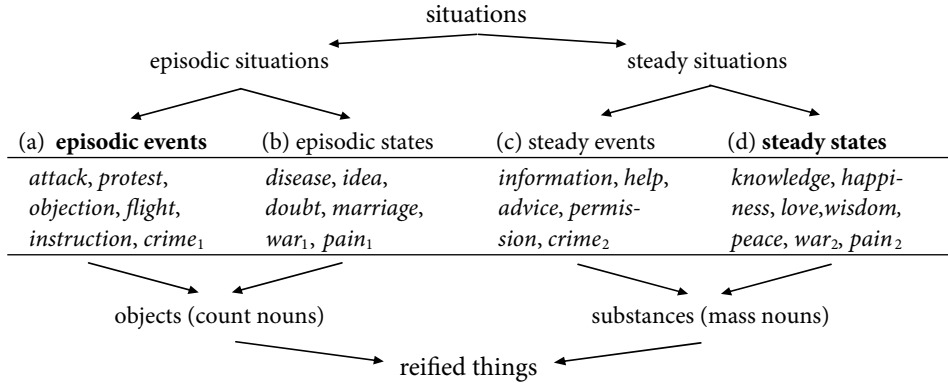 situations
episodic situations steady situations
(a) episodic events (b) episodic states (c) steady events (d) steady states
attack, protest, disease, idea, information, help, knowledge, happi-
objection, flight, doubt, marriage, advice, permis- ness, love,wisdom,
instruction, crime₁ war₁, pain₁ sion, crime₂ peace, war₂, pain₂
objects (count nouns) substances (mass nouns)
reified things